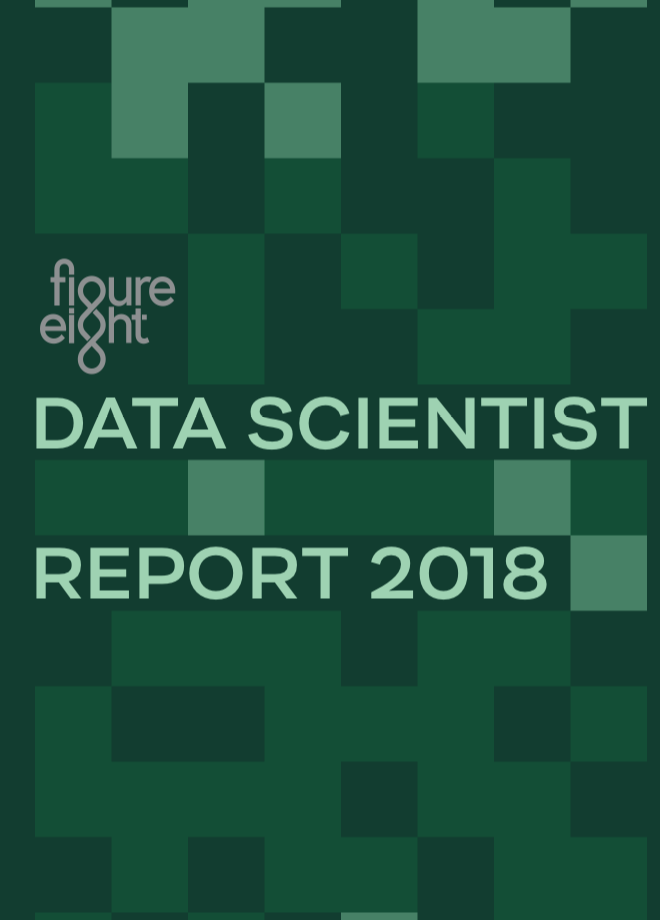 figure
eight
DATA SCIENTIST
REPORT 2018